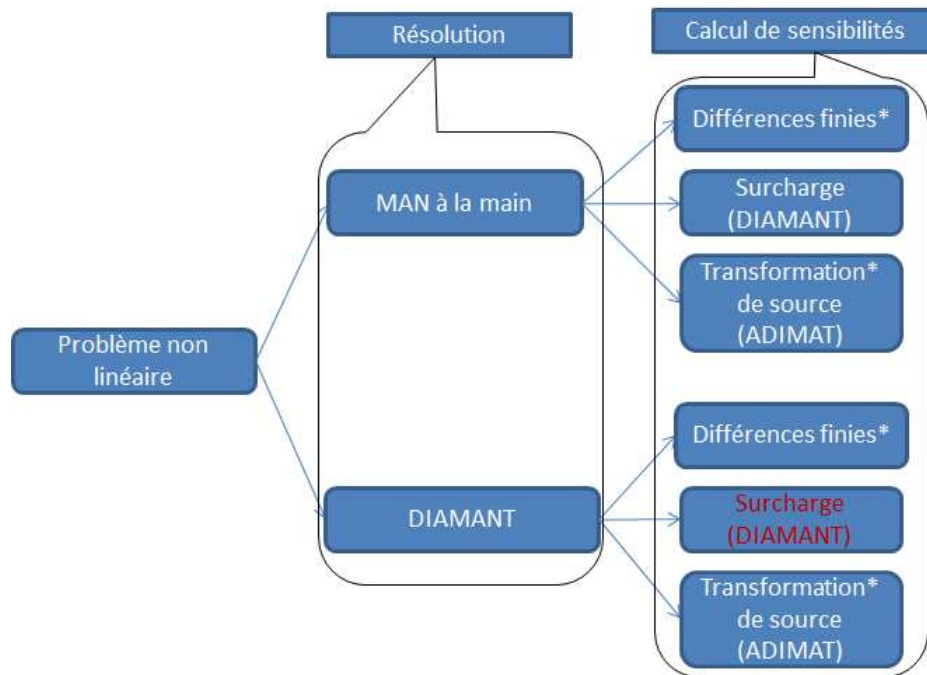 Résolution
Calcul de sensibilités
Différences finies*
MAN à la main
Surcharge
(DIAMANT)
Transformation*
de source
(ADIMAT)
Problème non
linéaire
Différences finies*
DIAMANT
Surcharge
(DIAMANT)
Transformation*
de source
(ADIMAT)